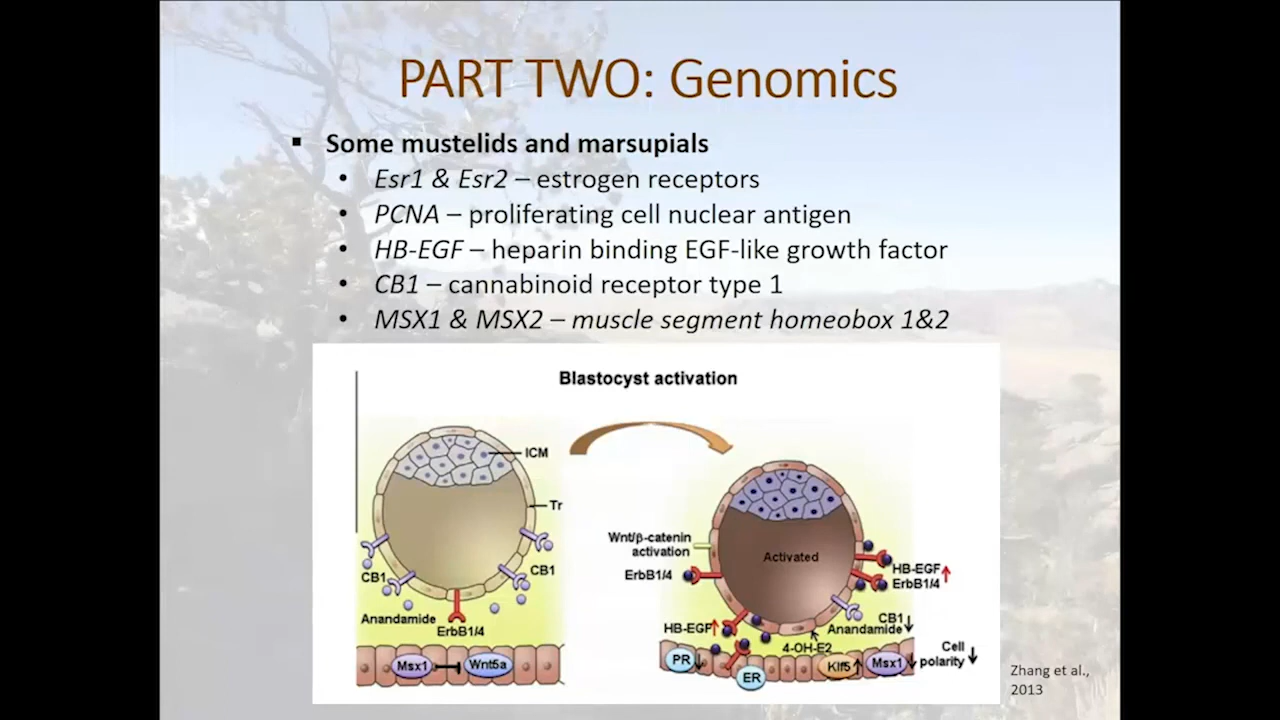 PART TWO: Genomics
▪ Some mustelids and marsupials
• Esr1 & Esr2 – estrogen receptors
• PCNA – proliferating cell nuclear antigen
• HB-EGF – heparin binding EGF-like growth factor
• CB1 – cannabinoid receptor type 1
• MSX1 & MSX2 – muscle segment homeobox 1&2
Blastocyst activation
ICM
Tr
CB1
CB1
Anandamide
ErbB1/4
Msx1
Wnt5a
Wnt/β-catenin
activation
ErbB1/4
Activated
HB-EGF
ErbB1/4
HB-EGF
CB1
Anandamide
4-OH-E2
PR
ER
Klf5
Msx1
Cell
polarity
Zhang et al.,
2013